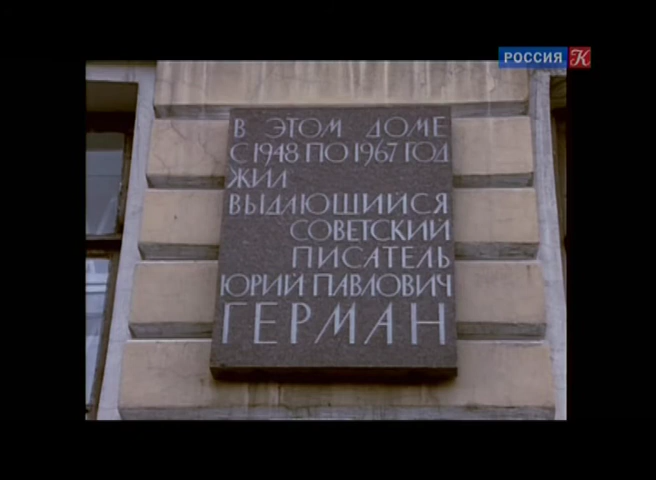 РОССИЯ К
В ЭТОМ ДОМЕ
С 1948 ПО 1967 ГОД
ЖИЛ
ВЫДАЮЩИЙСЯ
СОВЕТСКИЙ
ПИСАТЕЛЬ
ЮРИЙ ПАВЛОВИЧ
ГЕРМАН